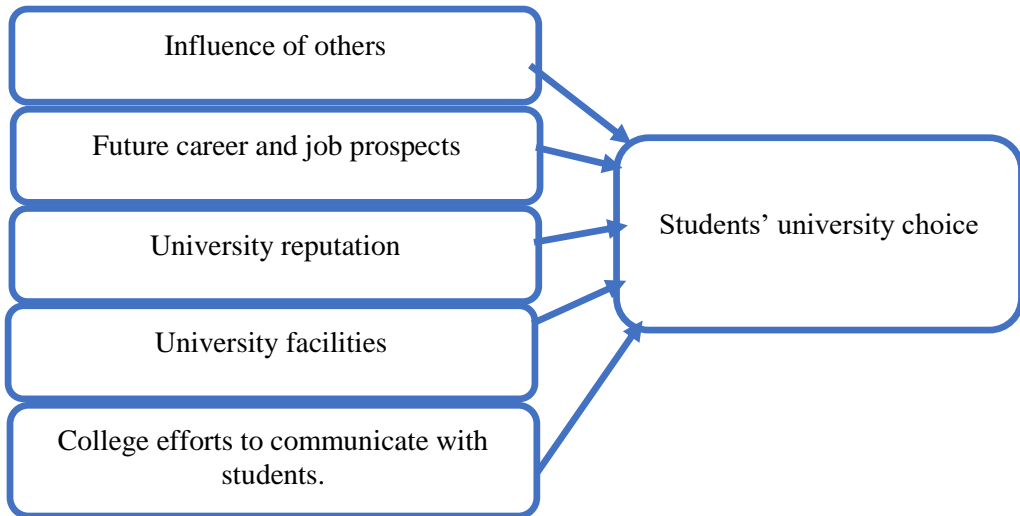 Influence of others
Future career and job prospects
University reputation
Students’ university choice
University facilities
College efforts to communicate with
students.